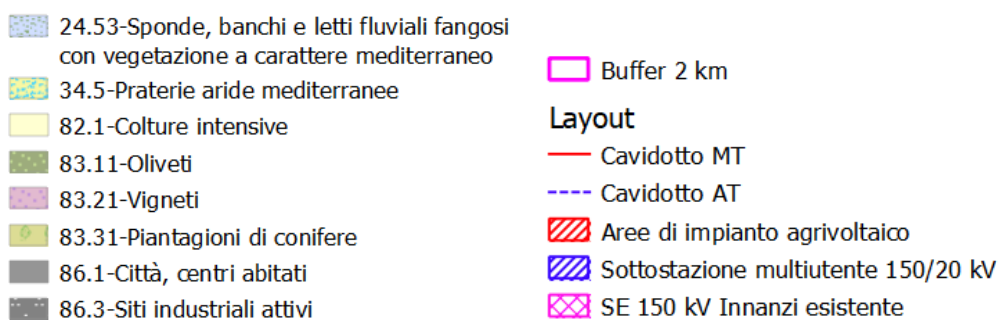 24.53-Sponde, banchi e letti fluviali fangosi
con vegetazione a carattere mediterraneo
34.5-Praterie aride mediterranee
82.1-Colture intensive
83.11-Oliveti
83.21-Vigneti
83.31-Piantagioni di conifere
86.1-Città, centri abitati
86.3-Siti industriali attivi
Buffer 2 km
Layout
Cavidotto MT
Cavidotto AT
Aree di impianto agrivoltaico
Sottostazione multiutente 150/20 kV
SE 150 kV Innanzi esistente